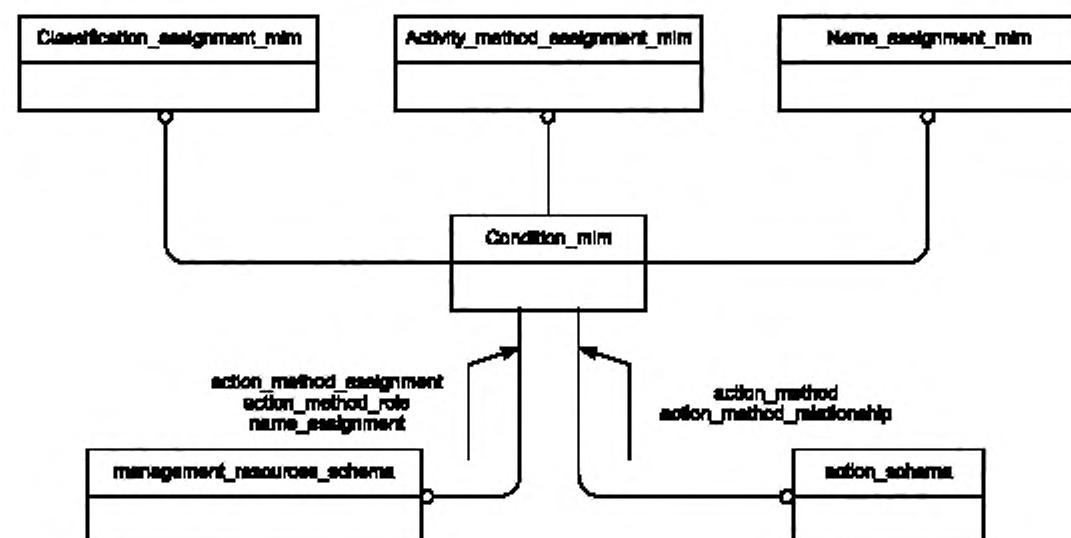 Classification_assignment_mim
Activity_method_assignment_mim
Name_assignment_mim
Condition_mim
action_method_assignment
action_method_role
name_assignment
action_method
action_method_relationship
management_resources_schema
action_schema